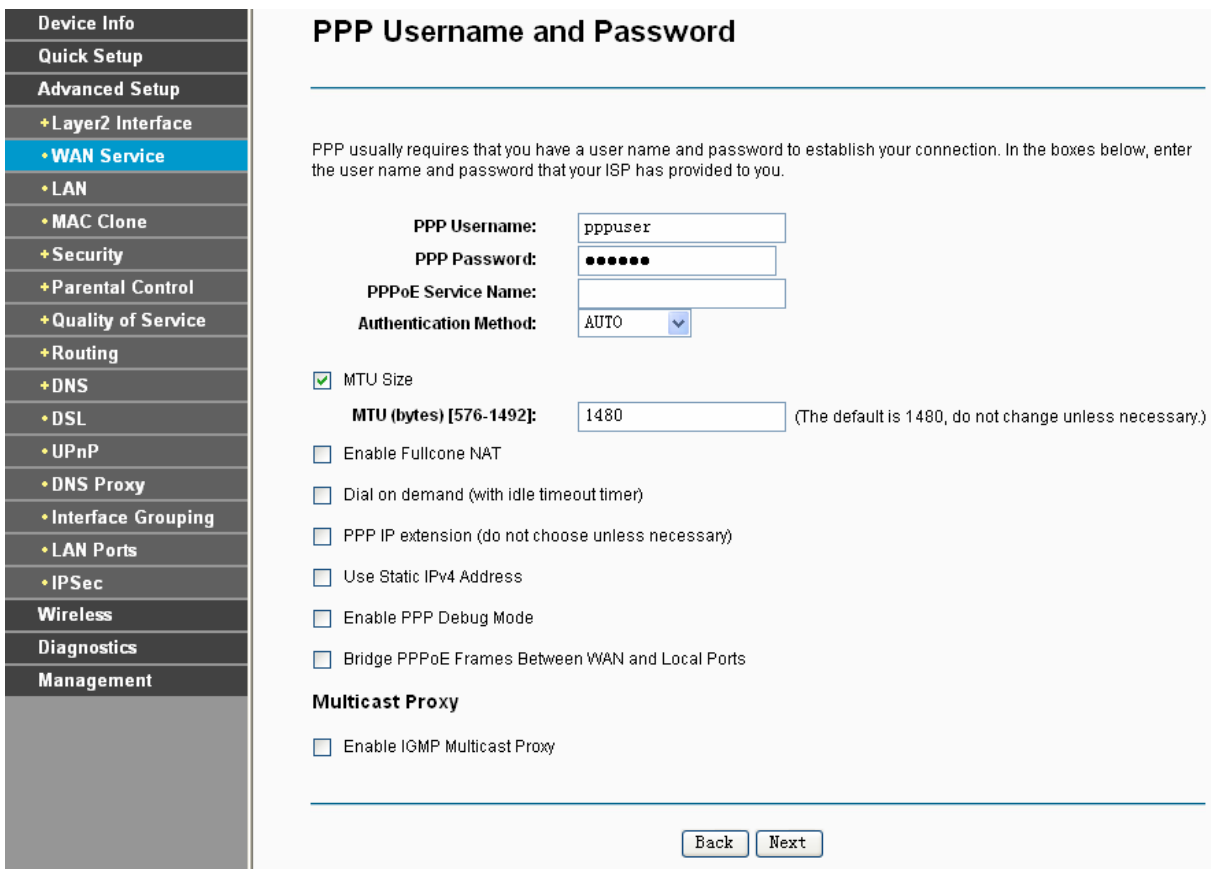 Device Info
Quick Setup
Advanced Setup
+Layer2 Interface
•WAN Service
•LAN
•MAC Clone
+Security
+Parental Control
+Quality of Service
+Routing
+DNS
•DSL
•UPnP
•DNS Proxy
•Interface Grouping
•LAN Ports
•IPSec
Wireless
Diagnostics
Management
PPP Username and Password
PPP usually requires that you have a user name and password to establish your connection. In the boxes below, enter
the user name and password that your ISP has provided to you.
PPP Username: pppuser
PPP Password: ●●●●●●
PPPoE Service Name:
Authentication Method: AUTO
MTU Size
MTU (bytes) [576-1492]: 1480 (The default is 1480, do not change unless necessary.)
Enable Fullcone NAT
Dial on demand (with idle timeout timer)
PPP IP extension (do not choose unless necessary)
Use Static IPv4 Address
Enable PPP Debug Mode
Bridge PPPoE Frames Between WAN and Local Ports
Multicast Proxy
Enable IGMP Multicast Proxy
Back Next